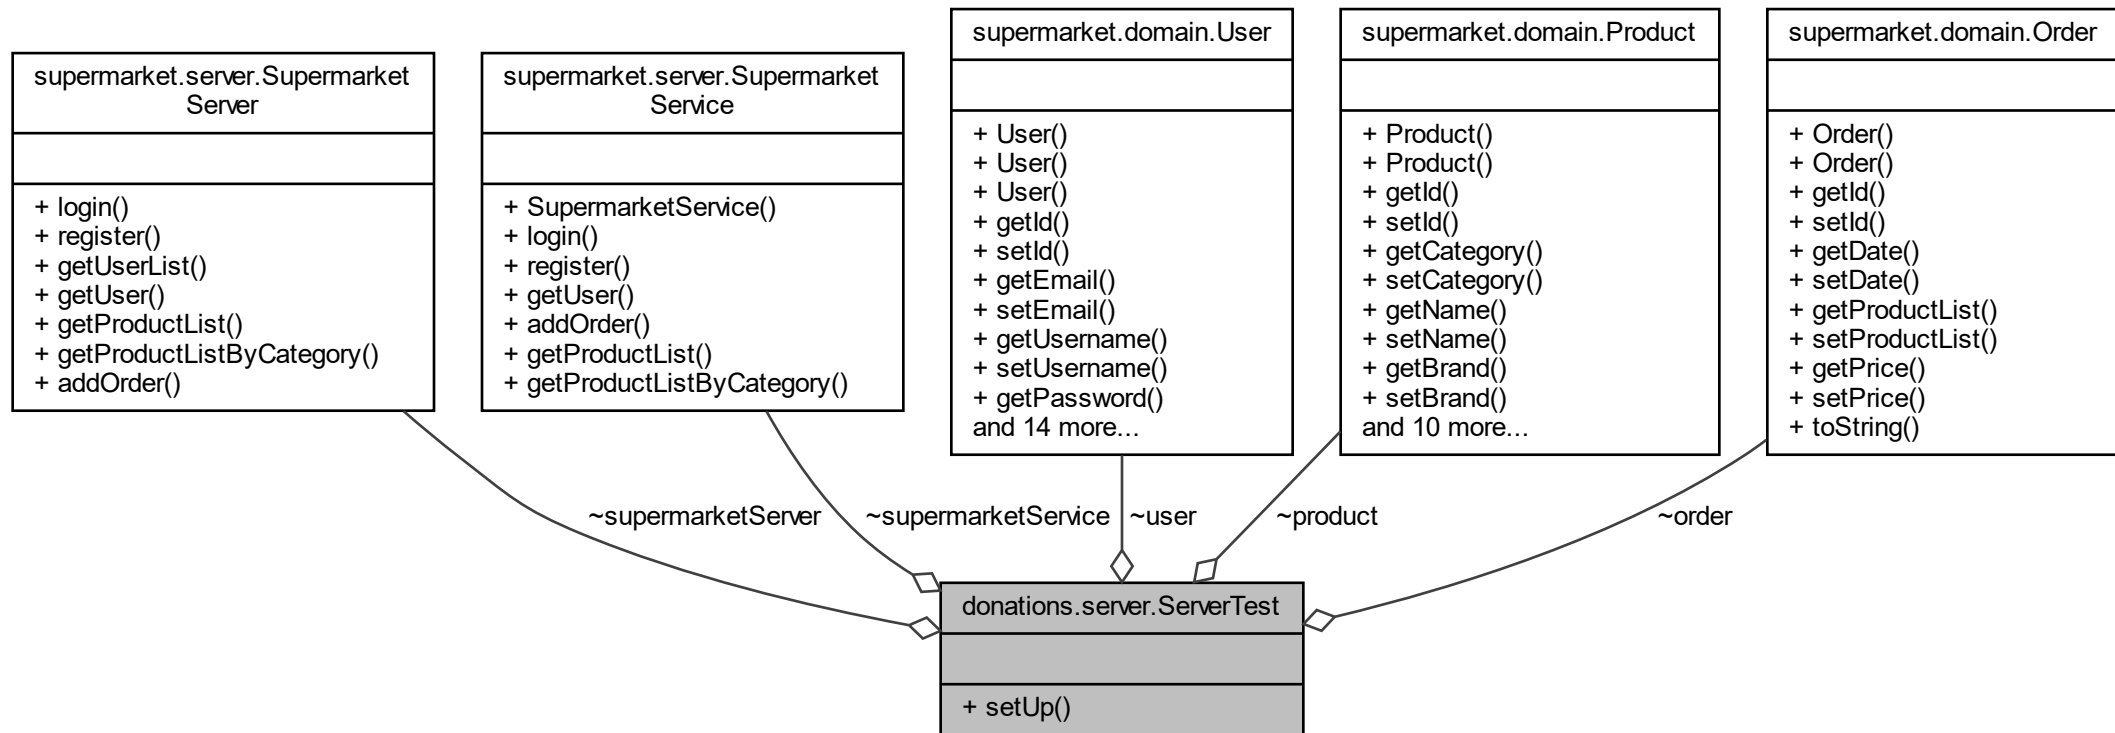 supermarket.server.Supermarket
Server
+ login()
+ register()
+ getUserList()
+ getUser()
+ getProductList()
+ getProductListByCategory()
+ addOrder()
supermarket.server.Supermarket
Service
+ SupermarketService()
+ login()
+ register()
+ getUser()
+ addOrder()
+ getProductList()
+ getProductListByCategory()
supermarket.domain.User
+ User()
+ User()
+ User()
+ getId()
+ setId()
+ getEmail()
+ setEmail()
+ getUsername()
+ setUsername()
+ getPassword()
and 14 more...
supermarket.domain.Product
+ Product()
+ Product()
+ getId()
+ setId()
+ getCategory()
+ setCategory()
+ getName()
+ setName()
+ getBrand()
+ setBrand()
and 10 more...
supermarket.domain.Order
+ Order()
+ Order()
+ getId()
+ setId()
+ getDate()
+ setDate()
+ getProductList()
+ setProductList()
+ getPrice()
+ setPrice()
+ toString()
~supermarketServer
~supermarketService
~user
~product
~order
donations.server.ServerTest
+ setUp()